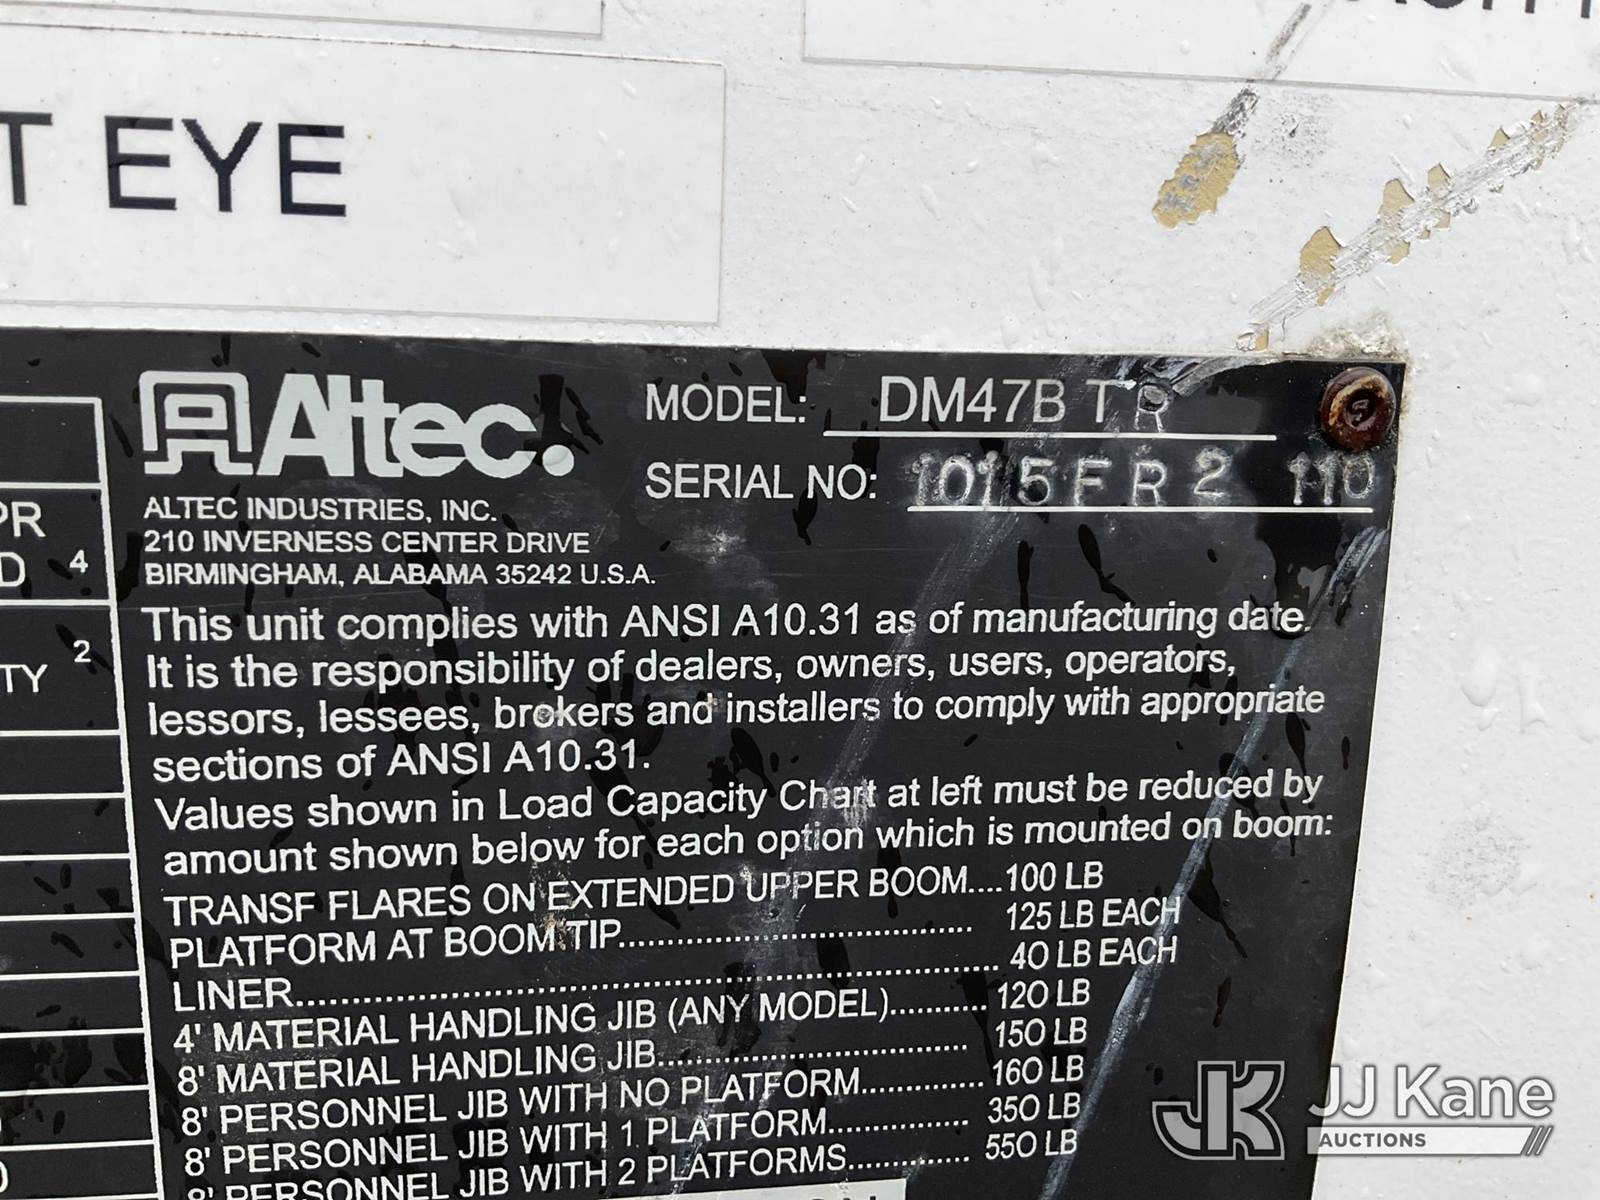 T EYE
Altec.
MODEL: DM47B TR
SERIAL NO: 1015FR2 110
ALTEC INDUSTRIES, INC.
210 INVERNESS CENTER DRIVE
BIRMINGHAM, ALABAMA 35242 U.S.A.
PR
D 4
TY 2
This unit complies with ANSI A10.31 as of manufacturing date.
It is the responsibility of dealers, owners, users, operators,
lessors, lessees, brokers and installers to comply with appropriate
sections of ANSI A10.31.
Values shown in Load Capacity Chart at left must be reduced by
amount shown below for each option which is mounted on boom:
TRANSF FLARES ON EXTENDED UPPER BOOM....100 LB
PLATFORM AT BOOM TIP.................................. 125 LB EACH
LINER.................................................................... 40 LB EACH
4' MATERIAL HANDLING JIB (ANY MODEL)........... 120 LB
8' MATERIAL HANDLING JIB................................ 150 LB
8' PERSONNEL JIB WITH NO PLATFORM.............. 160 LB
8' PERSONNEL JIB WITH 1 PLATFORM................ 350 LB
8' PERSONNEL JIB WITH 2 PLATFORMS............. 550 LB
JJ Kane
AUCTIONS